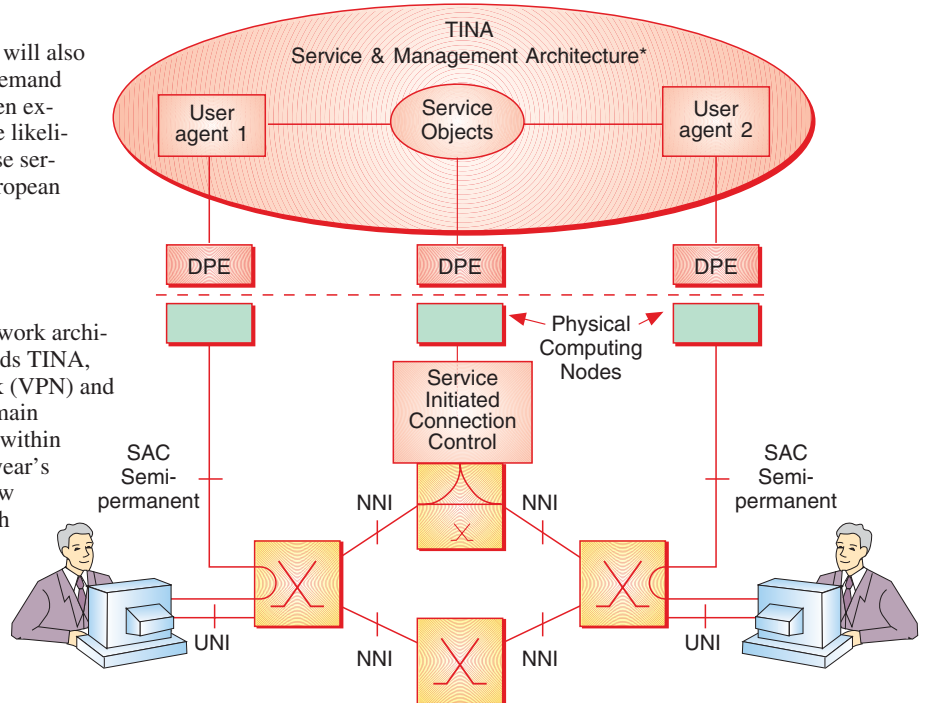 will also
emand
en ex-
e likeli-
se ser-
ropean
work archi-
ds TINA,
k (VPN) and
main
within
year's
w
h
TINA
Service & Management Architecture*
User
agent 1
Service
Objects
User
agent 2
DPE
DPE
DPE
Physical
Computing
Nodes
Service
Initiated
Connection
Control
SAC
Semi-
permanent
SAC
Semi-
permanent
NNI
NNI
UNI
NNI
NNI
UNI